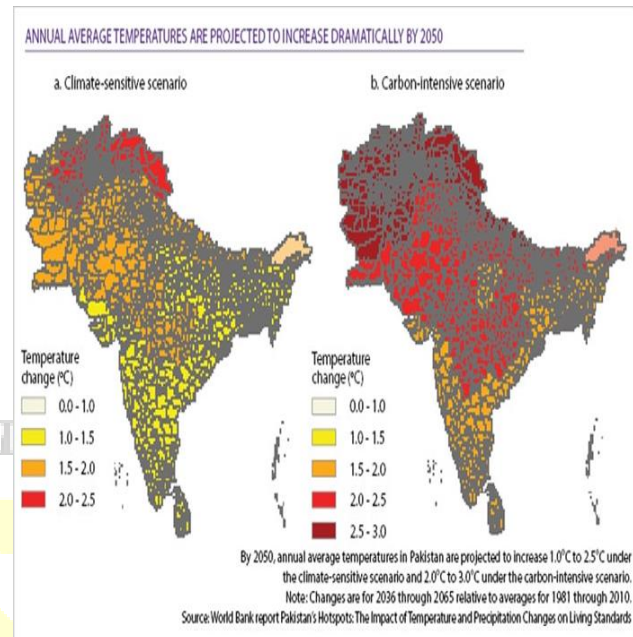 ANNUAL AVERAGE TEMPERATURES ARE PROJECTED TO INCREASE DRAMATICALLY BY 2050
a. Climate-sensitive scenario
b. Carbon-intensive scenario
Temperature
change (°C)
0.0 - 1.0
1.0 - 1.5
1.5 - 2.0
2.0 - 2.5
Temperature
change (°C)
0.0 - 1.0
1.0 - 1.5
1.5 - 2.0
2.0 - 2.5
2.5 - 3.0
By 2050, annual average temperatures in Pakistan are projected to increase 1.0°C to 2.5°C under
the climate-sensitive scenario and 2.0°C to 3.0°C under the carbon-intensive scenario.
Note: Changes are for 2036 through 2065 relative to averages for 1981 through 2010.
Source: World Bank report Pakistan's Hotspots: The Impact of Temperature and Precipitation Changes on Living Standards